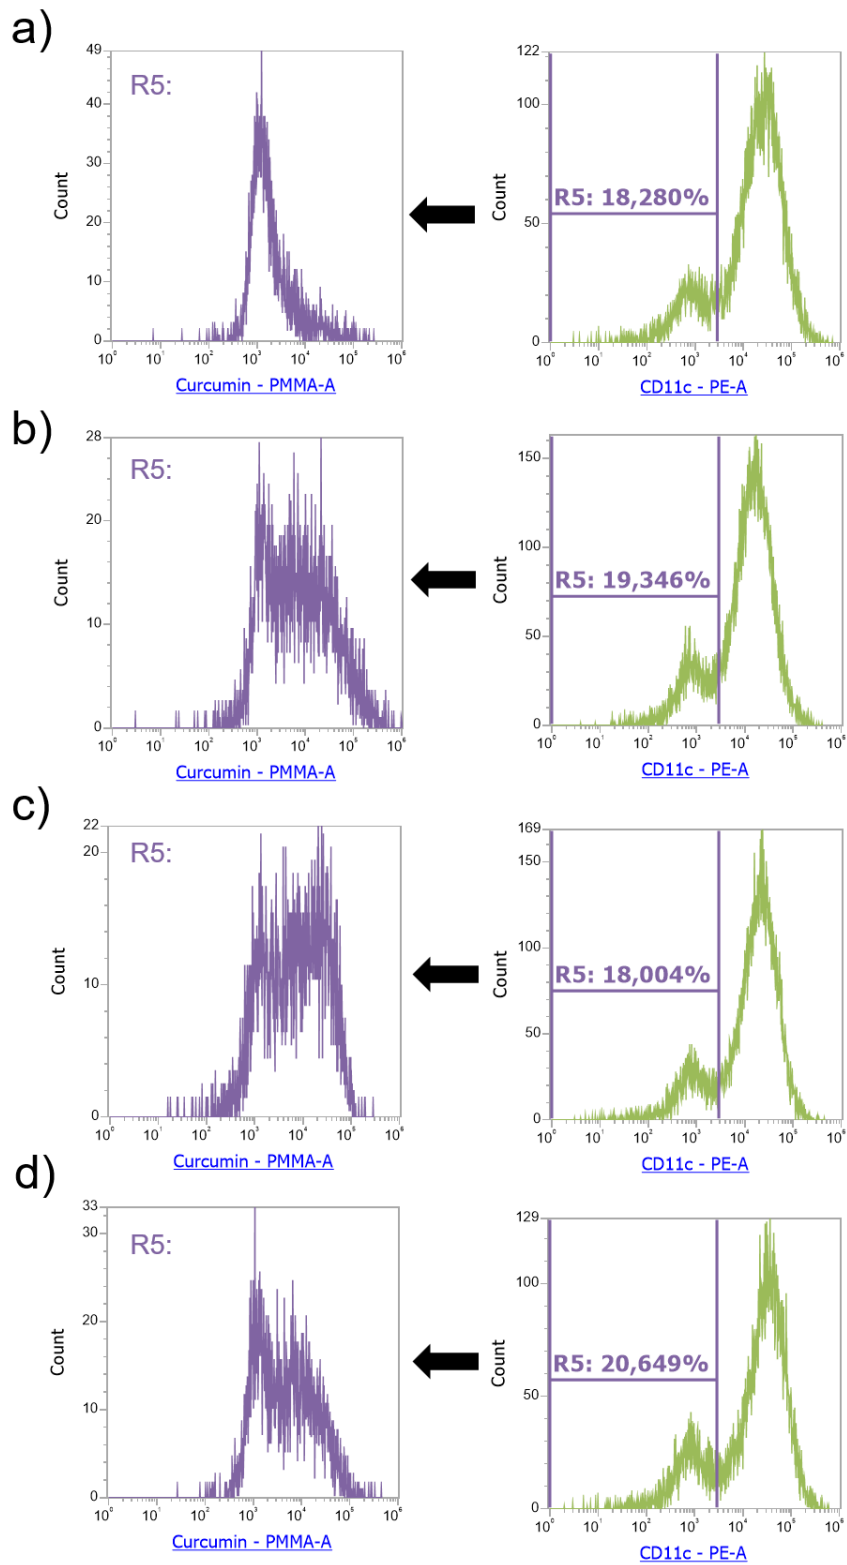 a)
49
40
30
20
10
0
R5:
Count
10⁰ 10¹ 10² 10³ 10⁴ 10⁵ 10⁶
Curcumin - PMMA-A
122
100
50
0
R5: 18,280%
Count
10⁰ 10¹ 10² 10³ 10⁴ 10⁵ 10⁶
CD11c - PE-A
b)
28
20
10
0
R5:
Count
10⁰ 10¹ 10² 10³ 10⁴ 10⁵ 10⁶
Curcumin - PMMA-A
150
100
50
0
R5: 19,346%
Count
10⁰ 10¹ 10² 10³ 10⁴ 10⁵ 10⁶
CD11c - PE-A
c)
22
20
10
0
R5:
Count
10⁰ 10¹ 10² 10³ 10⁴ 10⁵ 10⁶
Curcumin - PMMA-A
169
150
100
50
0
R5: 18,004%
Count
10⁰ 10¹ 10² 10³ 10⁴ 10⁵ 10⁶
CD11c - PE-A
d)
33
30
20
10
0
R5:
Count
10⁰ 10¹ 10² 10³ 10⁴ 10⁵ 10⁶
Curcumin - PMMA-A
129
100
50
0
R5: 20,649%
Count
10⁰ 10¹ 10² 10³ 10⁴ 10⁵ 10⁶
CD11c - PE-A